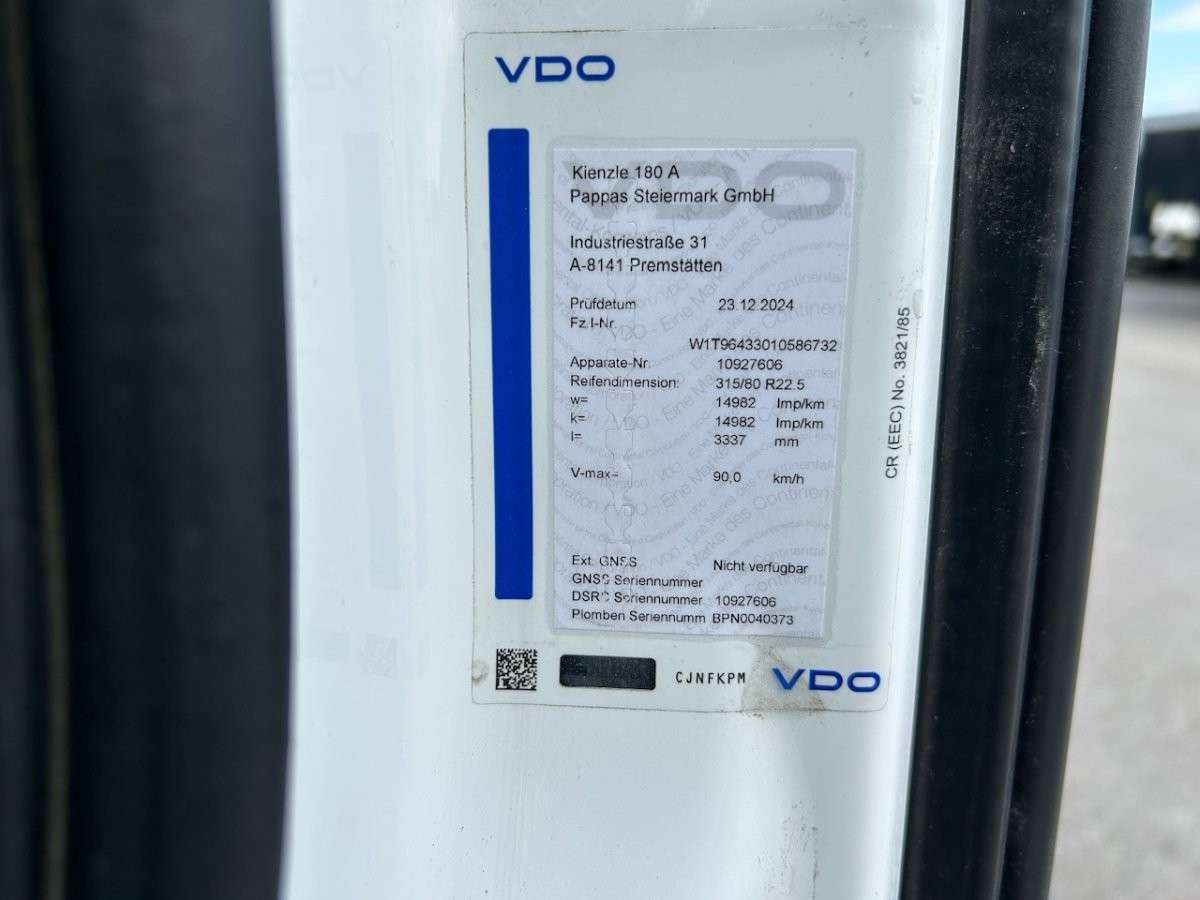 VDO
Kienzle 180 A
Pappas Steiermark GmbH
Industriestraße 31
A-8141 Premstätten
Prüfdatum 23.12.2024
Fz.I-Nr.
W1T96433010586732
Apparate-Nr. 10927606
Reifendimension: 315/80 R22.5
w= 14982 Imp/km
k= 14982 Imp/km
l= 3337 mm
V-max= 90,0 km/h
Ext. GNSS Nicht verfügbar
GNSS Seriennummer
DSRC Seriennummer 10927606
Plomben Seriennumm BPN0040373
CJNFKPM VDO
CR (EEC) No. 3821/85